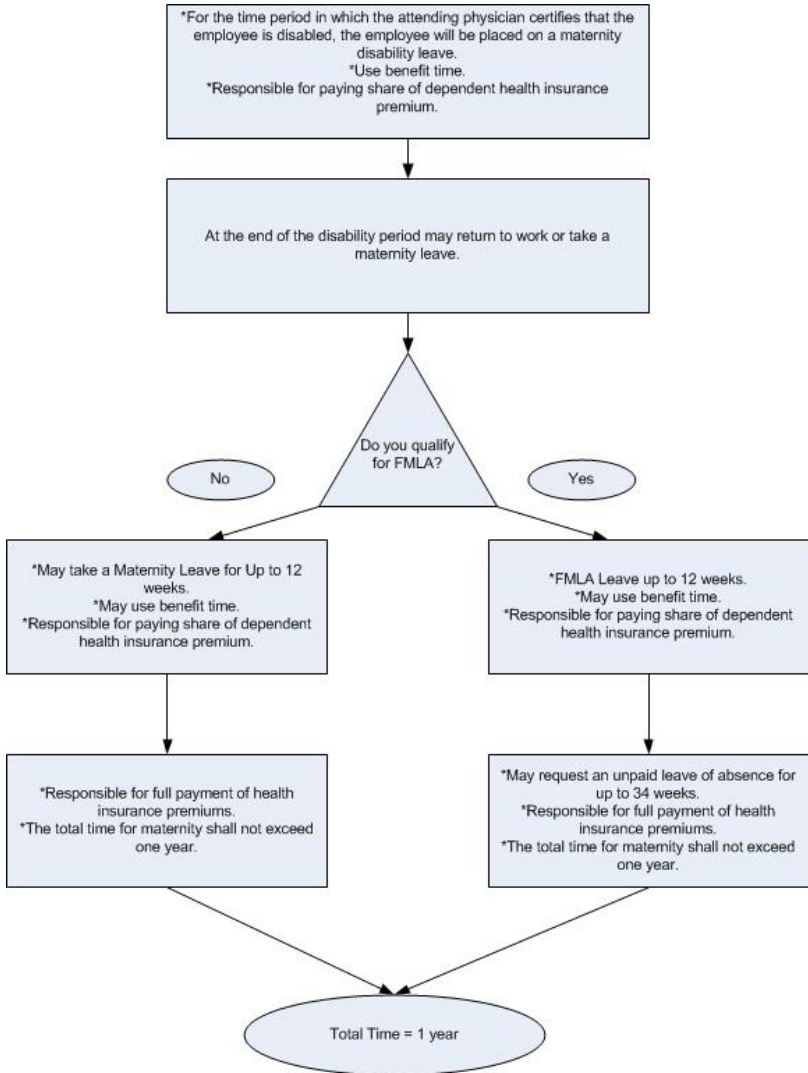 *For the time period in which the attending physician certifies that the
employee is disabled, the employee will be placed on a maternity
disability leave.
*Use benefit time.
*Responsible for paying share of dependent health insurance
premium.
At the end of the disability period may return to work or take a
maternity leave.
Do you qualify
for FMLA?
No
Yes
*May take a Maternity Leave for Up to 12
weeks.
*May use benefit time.
*Responsible for paying share of dependent
health insurance premium.
*FMLA Leave up to 12 weeks.
*May use benefit time.
*Responsible for paying share of dependent
health insurance premium.
*Responsible for full payment of health
insurance premiums.
*The total time for maternity shall not exceed
one year.
*May request an unpaid leave of absence for
up to 34 weeks.
*Responsible for full payment of health
insurance premiums.
*The total time for maternity shall not exceed
one year.
Total Time = 1 year